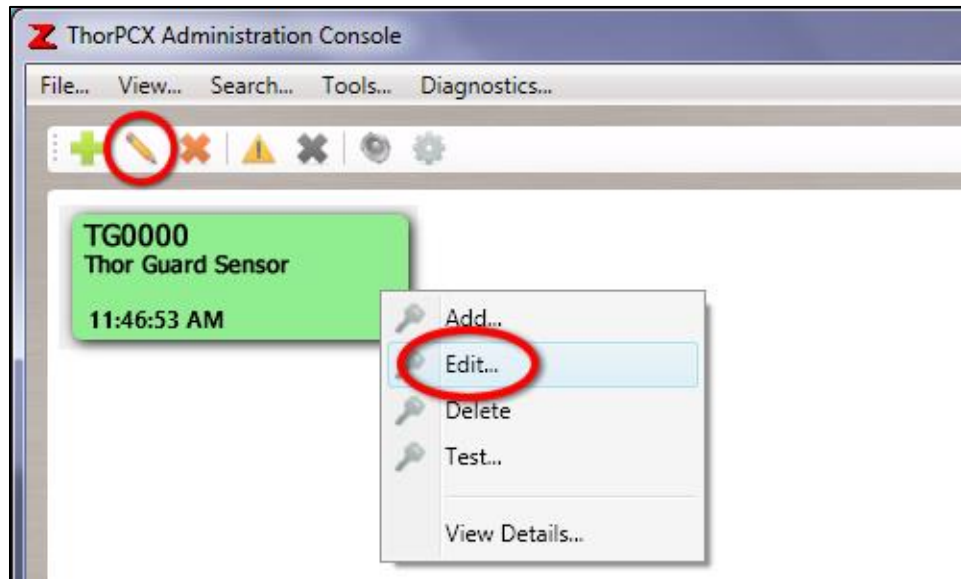 ThorPCX Administration Console
File... View... Search... Tools... Diagnostics...
TG0000
Thor Guard Sensor
11:46:53 AM
Add...
Edit...
Delete
Test...
View Details...